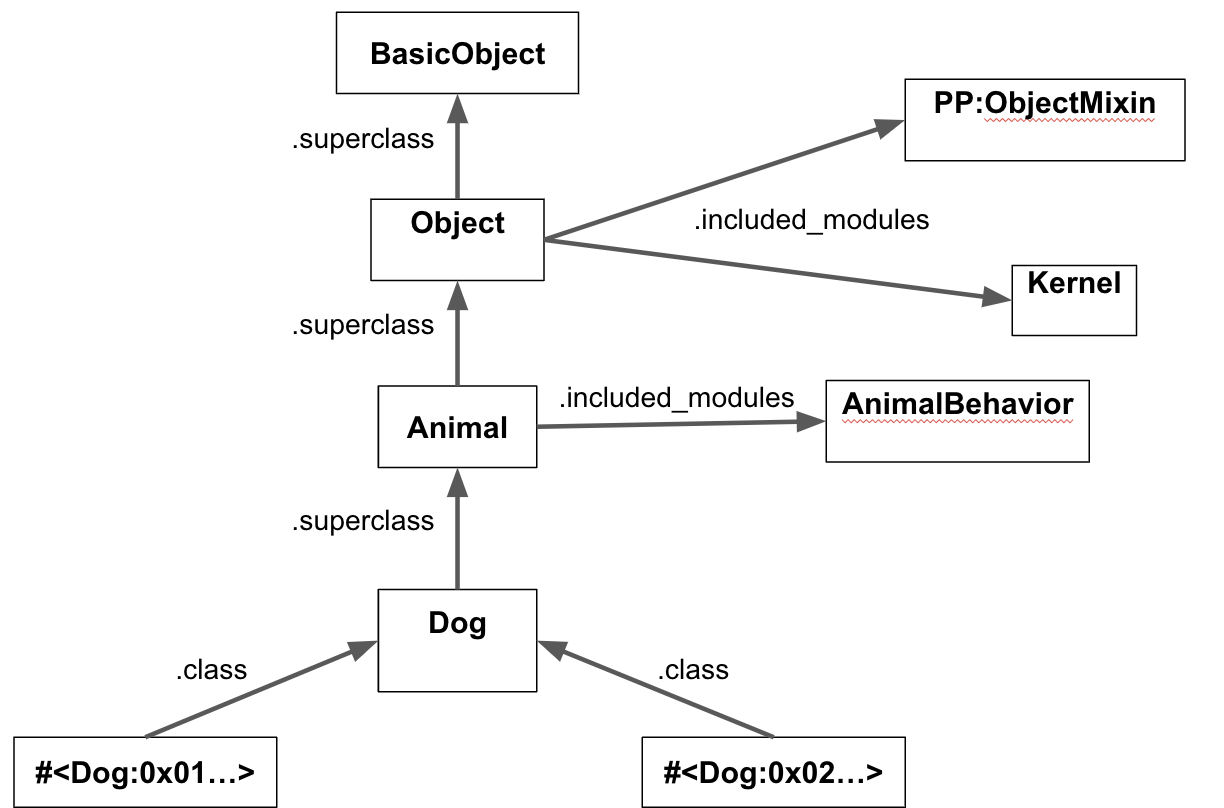 BasicObject
PP:ObjectMixin
.superclass
Object
.included_modules
Kernel
.superclass
.included_modules
AnimalBehavior
Animal
.superclass
Dog
.class
.class
#<Dog:0x01…>
#<Dog:0x02…>